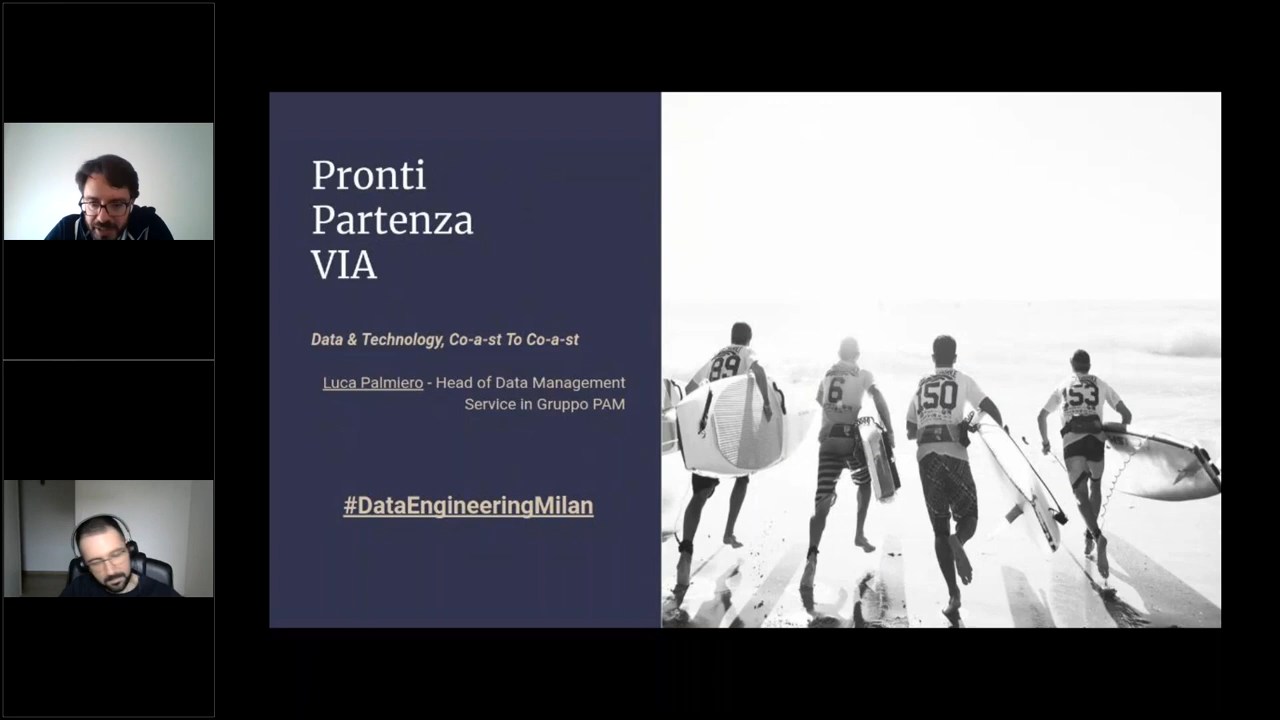 Pronti
Partenza
VIA
Data & Technology, Co-a-st To Co-a-st
Luca Palmiero - Head of Data Management
Service in Gruppo PAM
#DataEngineeringMilan
89
6
150
153